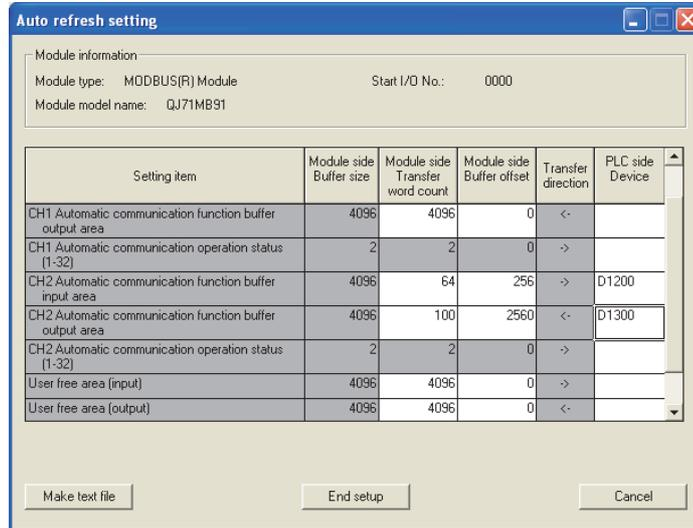 Auto refresh setting
Module information
Module type: MODBUS(R) Module Start I/O No.: 0000
Module model name: QJ71MB91
Setting item Module side Buffer size Module side Transfer word count Module side Buffer offset Transfer direction PLC side Device
CH1 Automatic communication function buffer output area 4096 4096 0 <-
CH1 Automatic communication operation status (1-32) 2 2 0 ->
CH2 Automatic communication function buffer input area 4096 64 256 -> D1200
CH2 Automatic communication function buffer output area 4096 100 2560 <- D1300
CH2 Automatic communication operation status (1-32) 2 2 0 ->
User free area (input) 4096 4096 0 ->
User free area (output) 4096 4096 0 <-
Make text file End setup Cancel